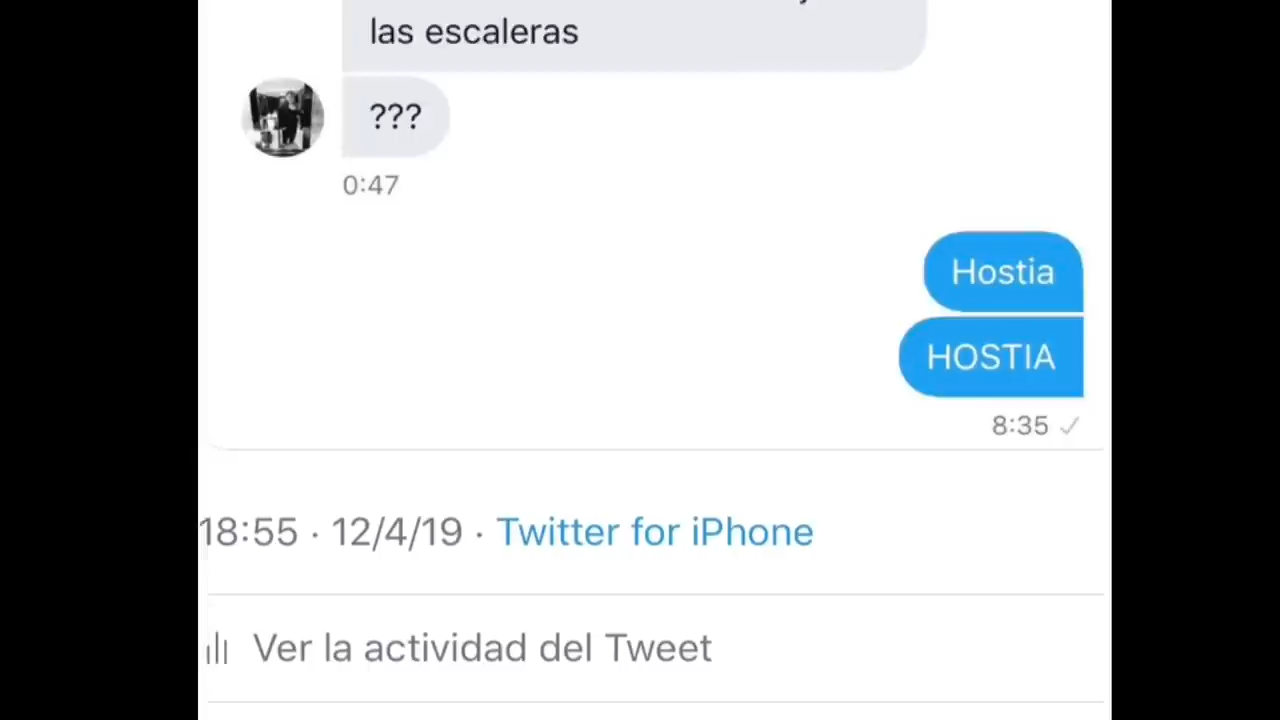 las escaleras
???
0:47
Hostia
HOSTIA
8:35
18:55 · 12/4/19 · Twitter for iPhone
Ver la actividad del Tweet